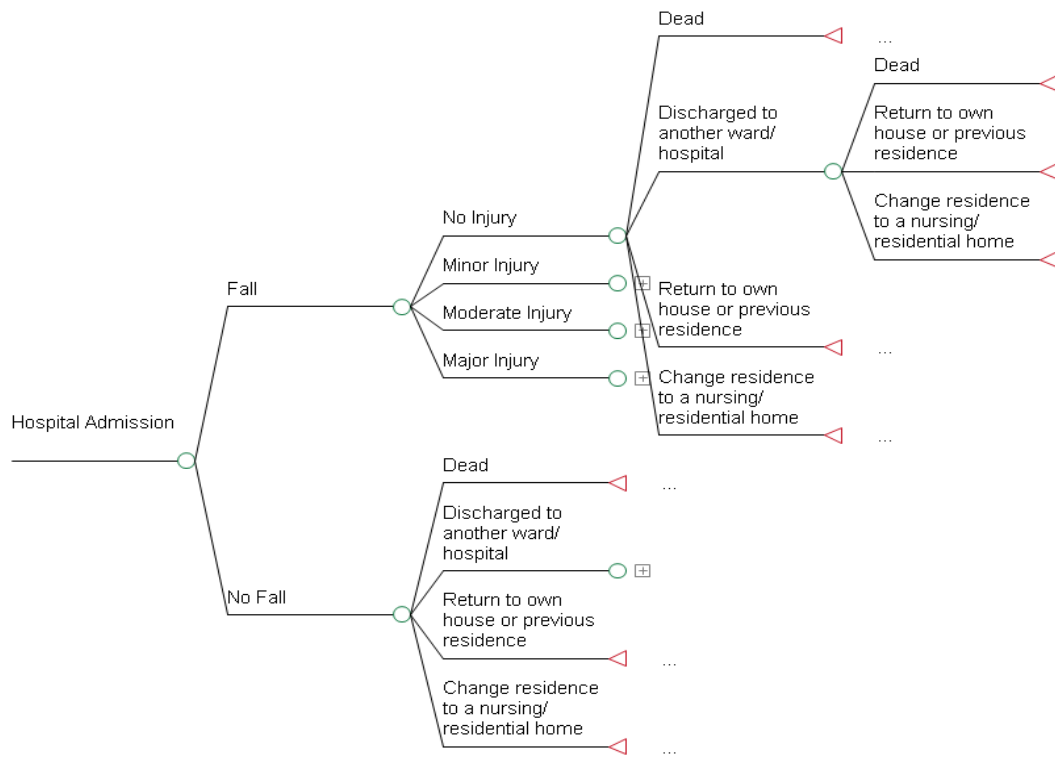 Dead
...
Dead
Discharged to
another ward/
hospital
Return to own
house or previous
residence
Change residence
to a nursing/
residential home
No Injury
Minor Injury
Moderate Injury
Major Injury
Fall
Return to own
house or previous
residence
...
Change residence
to a nursing/
residential home
...
Hospital Admission
Dead
...
Discharged to
another ward/
hospital
No Fall
Return to own
house or previous
residence
...
Change residence
to a nursing/
residential home
...